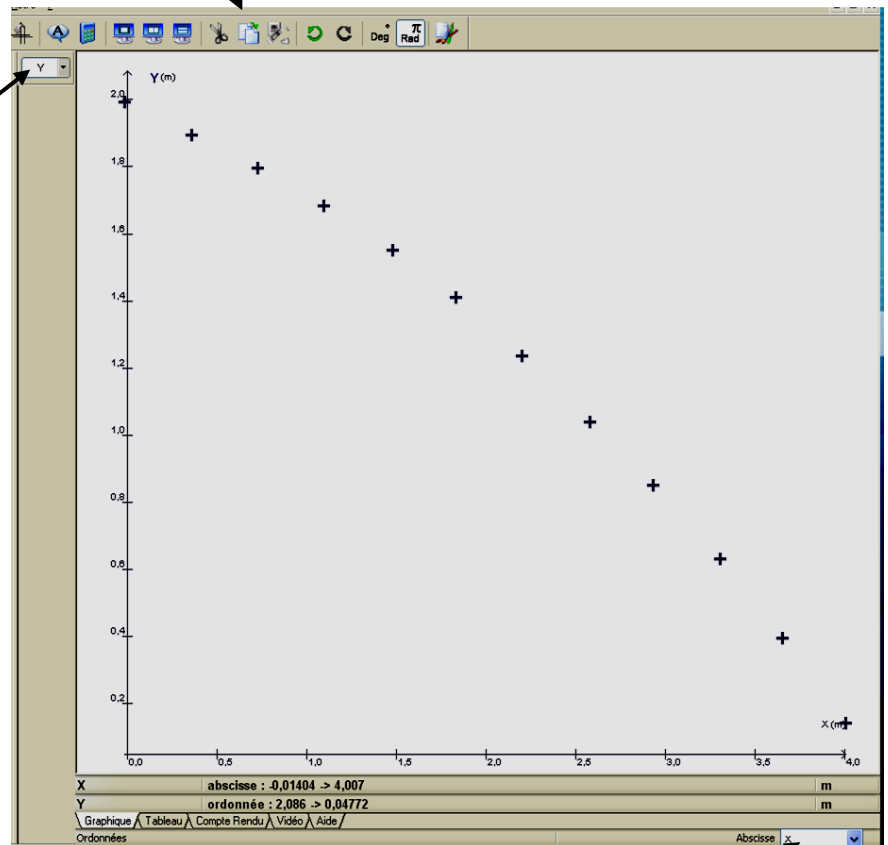 Deg π Rad
Y
Y (m)
2,0
1,8
1,6
1,4
1,2
1,0
0,8
0,6
0,4
0,2
X (m)
0,0 0,5 1,0 1,5 2,0 2,5 3,0 3,5 4,0
X abscisse : -0,01404 -> 4,007 m
Y ordonnée : 2,086 -> 0,04772 m
Graphique Tableau Compte Rendu Vidéo Aide
Ordonnées Abscisse x